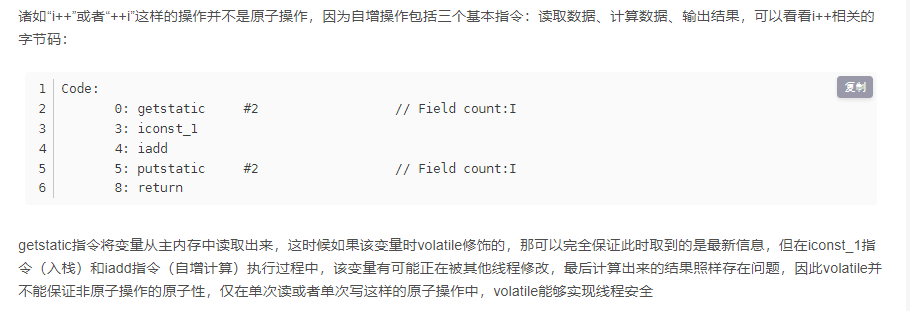 诸如“i++”或者“++i”这样的操作并不是原子操作，因为自增操作包括三个基本指令：读取数据、计算数据、输出结果，可以看看i++相关的
字节码：
复制
1 Code:
2 0: getstatic #2 // Field count:I
3 3: iconst_1
4 4: iadd
5 5: putstatic #2 // Field count:I
6 8: return
getstatic指令将变量从主内存中读取出来，这时候如果该变量时volatile修饰的，那可以完全保证此时取到的是最新信息，但在iconst_1指
令（入栈）和iadd指令（自增计算）执行过程中，该变量有可能正在被其他线程修改，最后计算出来的结果照样存在问题，因此volatile并
不能保证非原子操作的原子性，仅在单次读或者单次写这样的原子操作中，volatile能够实现线程安全